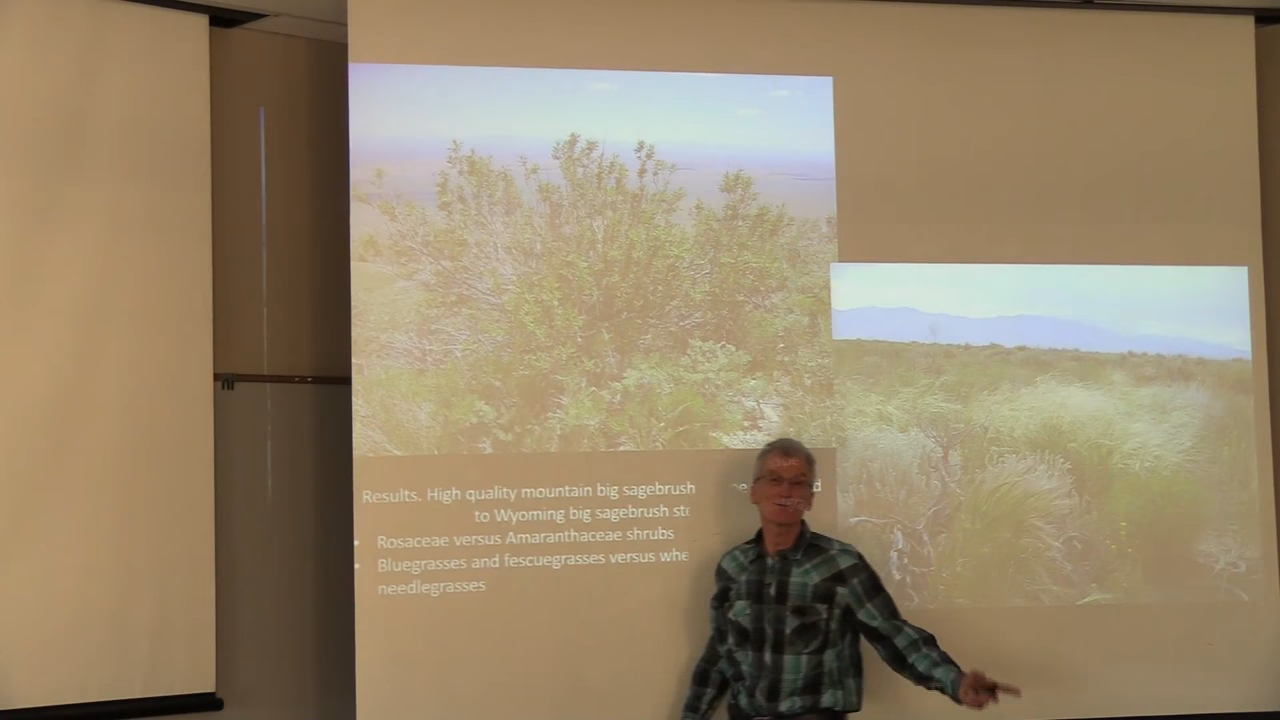 Results. High quality mountain big sagebrush
to Wyoming big sagebrush
• Rosaceae versus Amaranthaceae shrubs
• Bluegrasses and fescuegrasses versus
needlegrasses